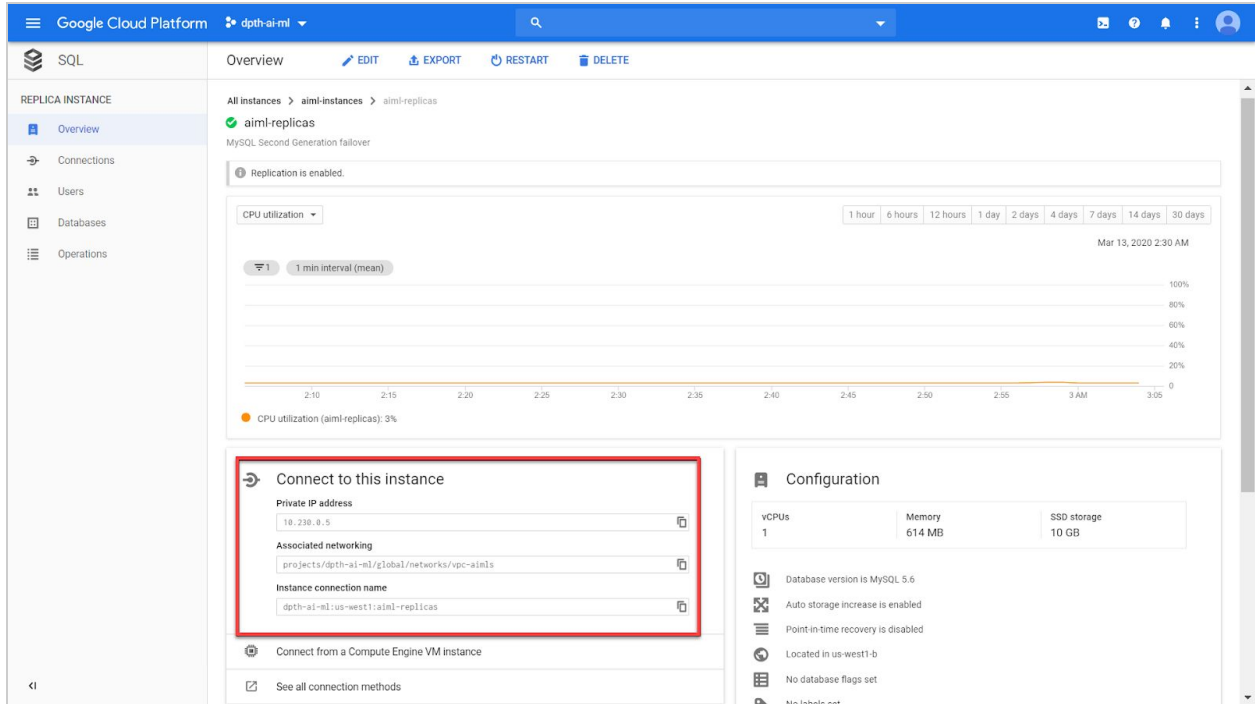 Google Cloud Platform dpth-ai-ml
SQL
Overview EDIT EXPORT RESTART DELETE
REPLICA INSTANCE
Overview
Connections
Users
Databases
Operations
All instances > aiml-instances > aiml-replicas
aiml-replicas
MySQL Second Generation failover
Replication is enabled.
CPU utilization
1 hour 6 hours 12 hours 1 day 2 days 4 days 7 days 14 days 30 days
Mar 13, 2020 2:30 AM
1 1 min interval (mean)
100%
80%
60%
40%
20%
0
2:10 2:15 2:20 2:25 2:30 2:35 2:40 2:45 2:50 2:55 3 AM 3:05
CPU utilization (aiml-replicas): 3%
Connect to this instance
Private IP address
10.230.0.5
Associated networking
projects/dpth-ai-ml/global/networks/vpc-aimls
Instance connection name
dpth-ai-ml:us-west1:aiml-replicas
Connect from a Compute Engine VM instance
See all connection methods
Configuration
vCPUs Memory SSD storage
1 614 MB 10 GB
Database version is MySQL 5.6
Auto storage increase is enabled
Point-in-time recovery is disabled
Located in us-west1-b
No database flags set
No labels set